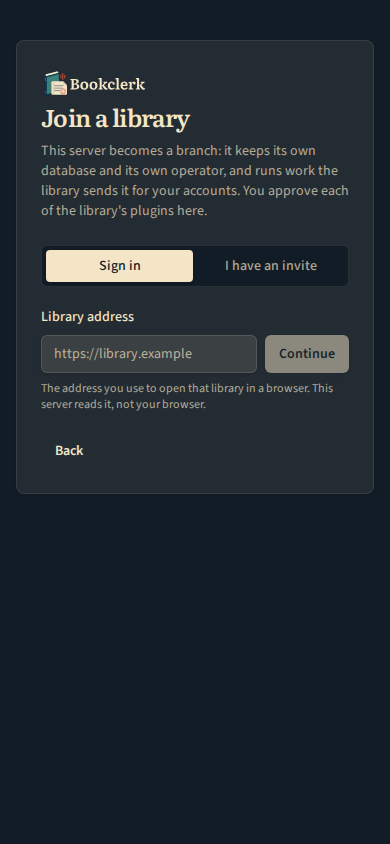 Bookclerk
Join a library
This server becomes a branch: it keeps its own
database and its own operator, and runs work the
library sends it for your accounts. You approve each
of the library's plugins here.
Sign in
I have an invite
Library address
https://library.example
Continue
The address you use to open that library in a browser. This
server reads it, not your browser.
Back